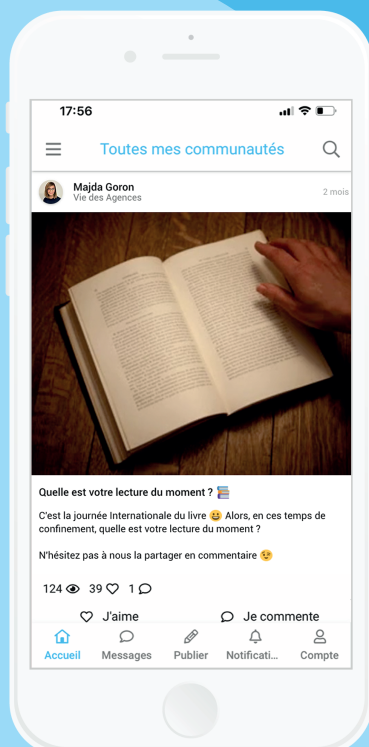 17:56
Toutes mes communautés
Majda Goron
Vie des Agences
2 mois
Quelle est votre lecture du moment ? 📚
C'est la journée Internationale du livre 😀 Alors, en ces temps de
confinement, quelle est votre lecture du moment ?
N'hésitez pas à nous la partager en commentaire 😉
124 39 1
J'aime Je commente
Accueil Messages Publier Notificati... Compte